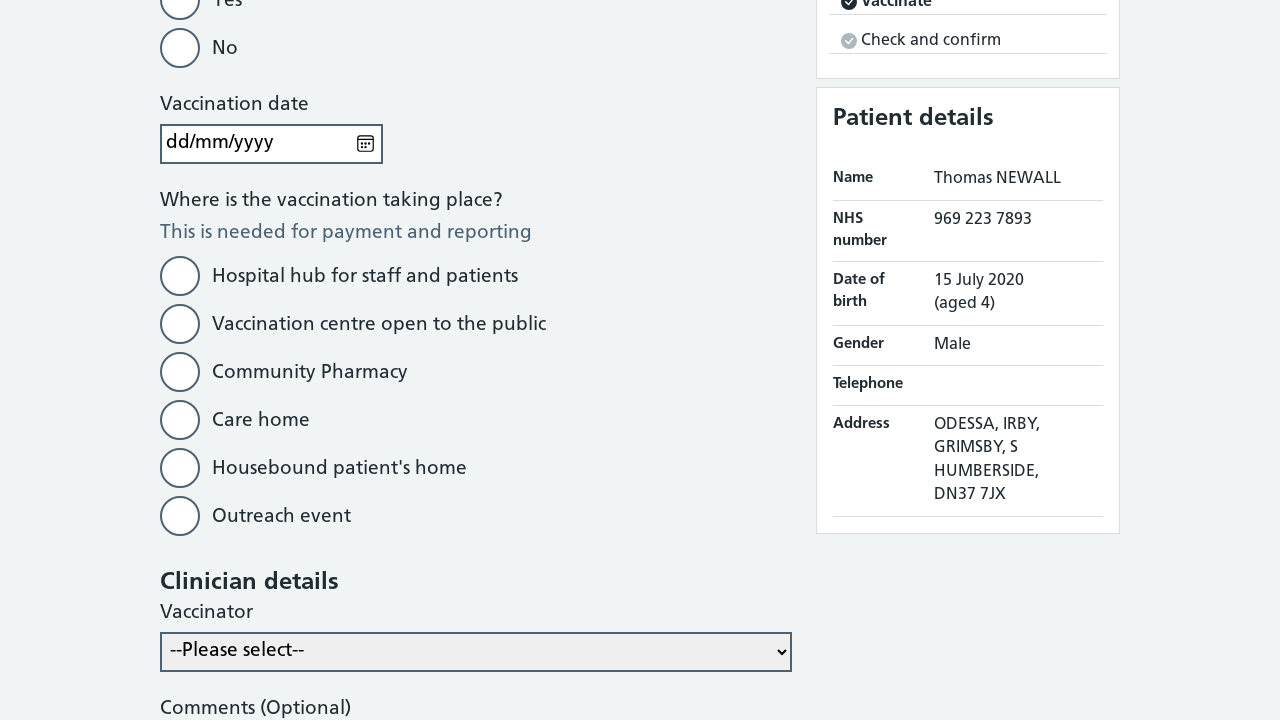 Yes
No
Vaccination date
dd/mm/yyyy
Where is the vaccination taking place?
This is needed for payment and reporting
Hospital hub for staff and patients
Vaccination centre open to the public
Community Pharmacy
Care home
Housebound patient's home
Outreach event
Clinician details
Vaccinator
--Please select--
Comments (Optional)
Vaccinate
Check and confirm
Patient details
Name Thomas NEWALL
NHS number 969 223 7893
Date of birth 15 July 2020
(aged 4)
Gender Male
Telephone
Address ODESSA, IRBY,
GRIMSBY, S
HUMBERSIDE,
DN37 7JX